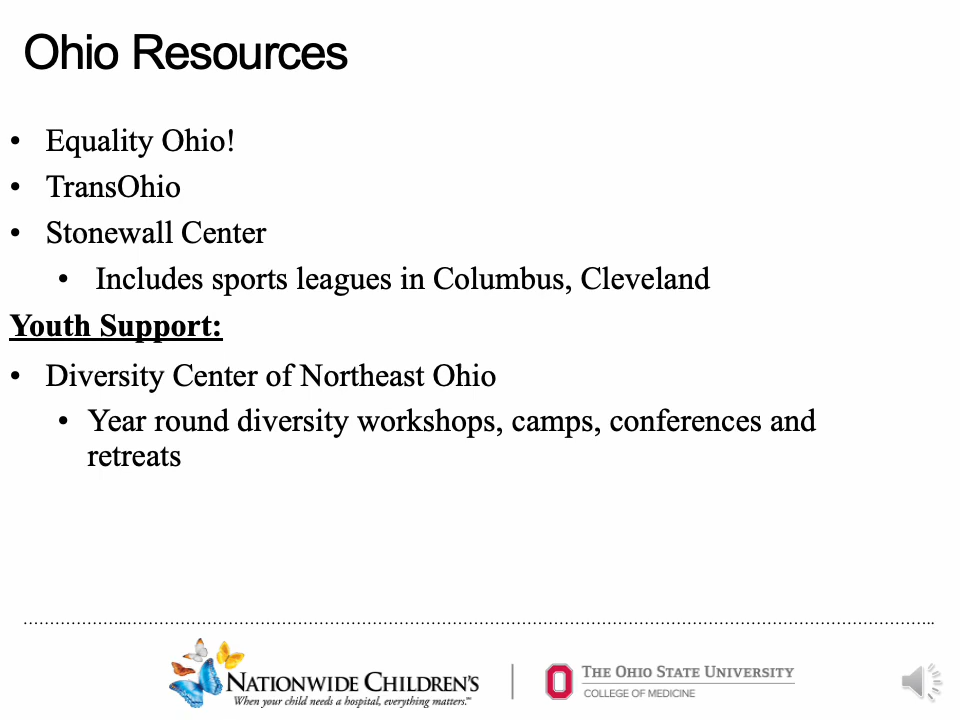 Ohio Resources
• Equality Ohio!
• TransOhio
• Stonewall Center
• Includes sports leagues in Columbus, Cleveland
Youth Support:
• Diversity Center of Northeast Ohio
• Year round diversity workshops, camps, conferences and
retreats
NATIONWIDE CHILDREN'S
When your child needs a hospital, everything matters.℠
THE OHIO STATE UNIVERSITY
COLLEGE OF MEDICINE